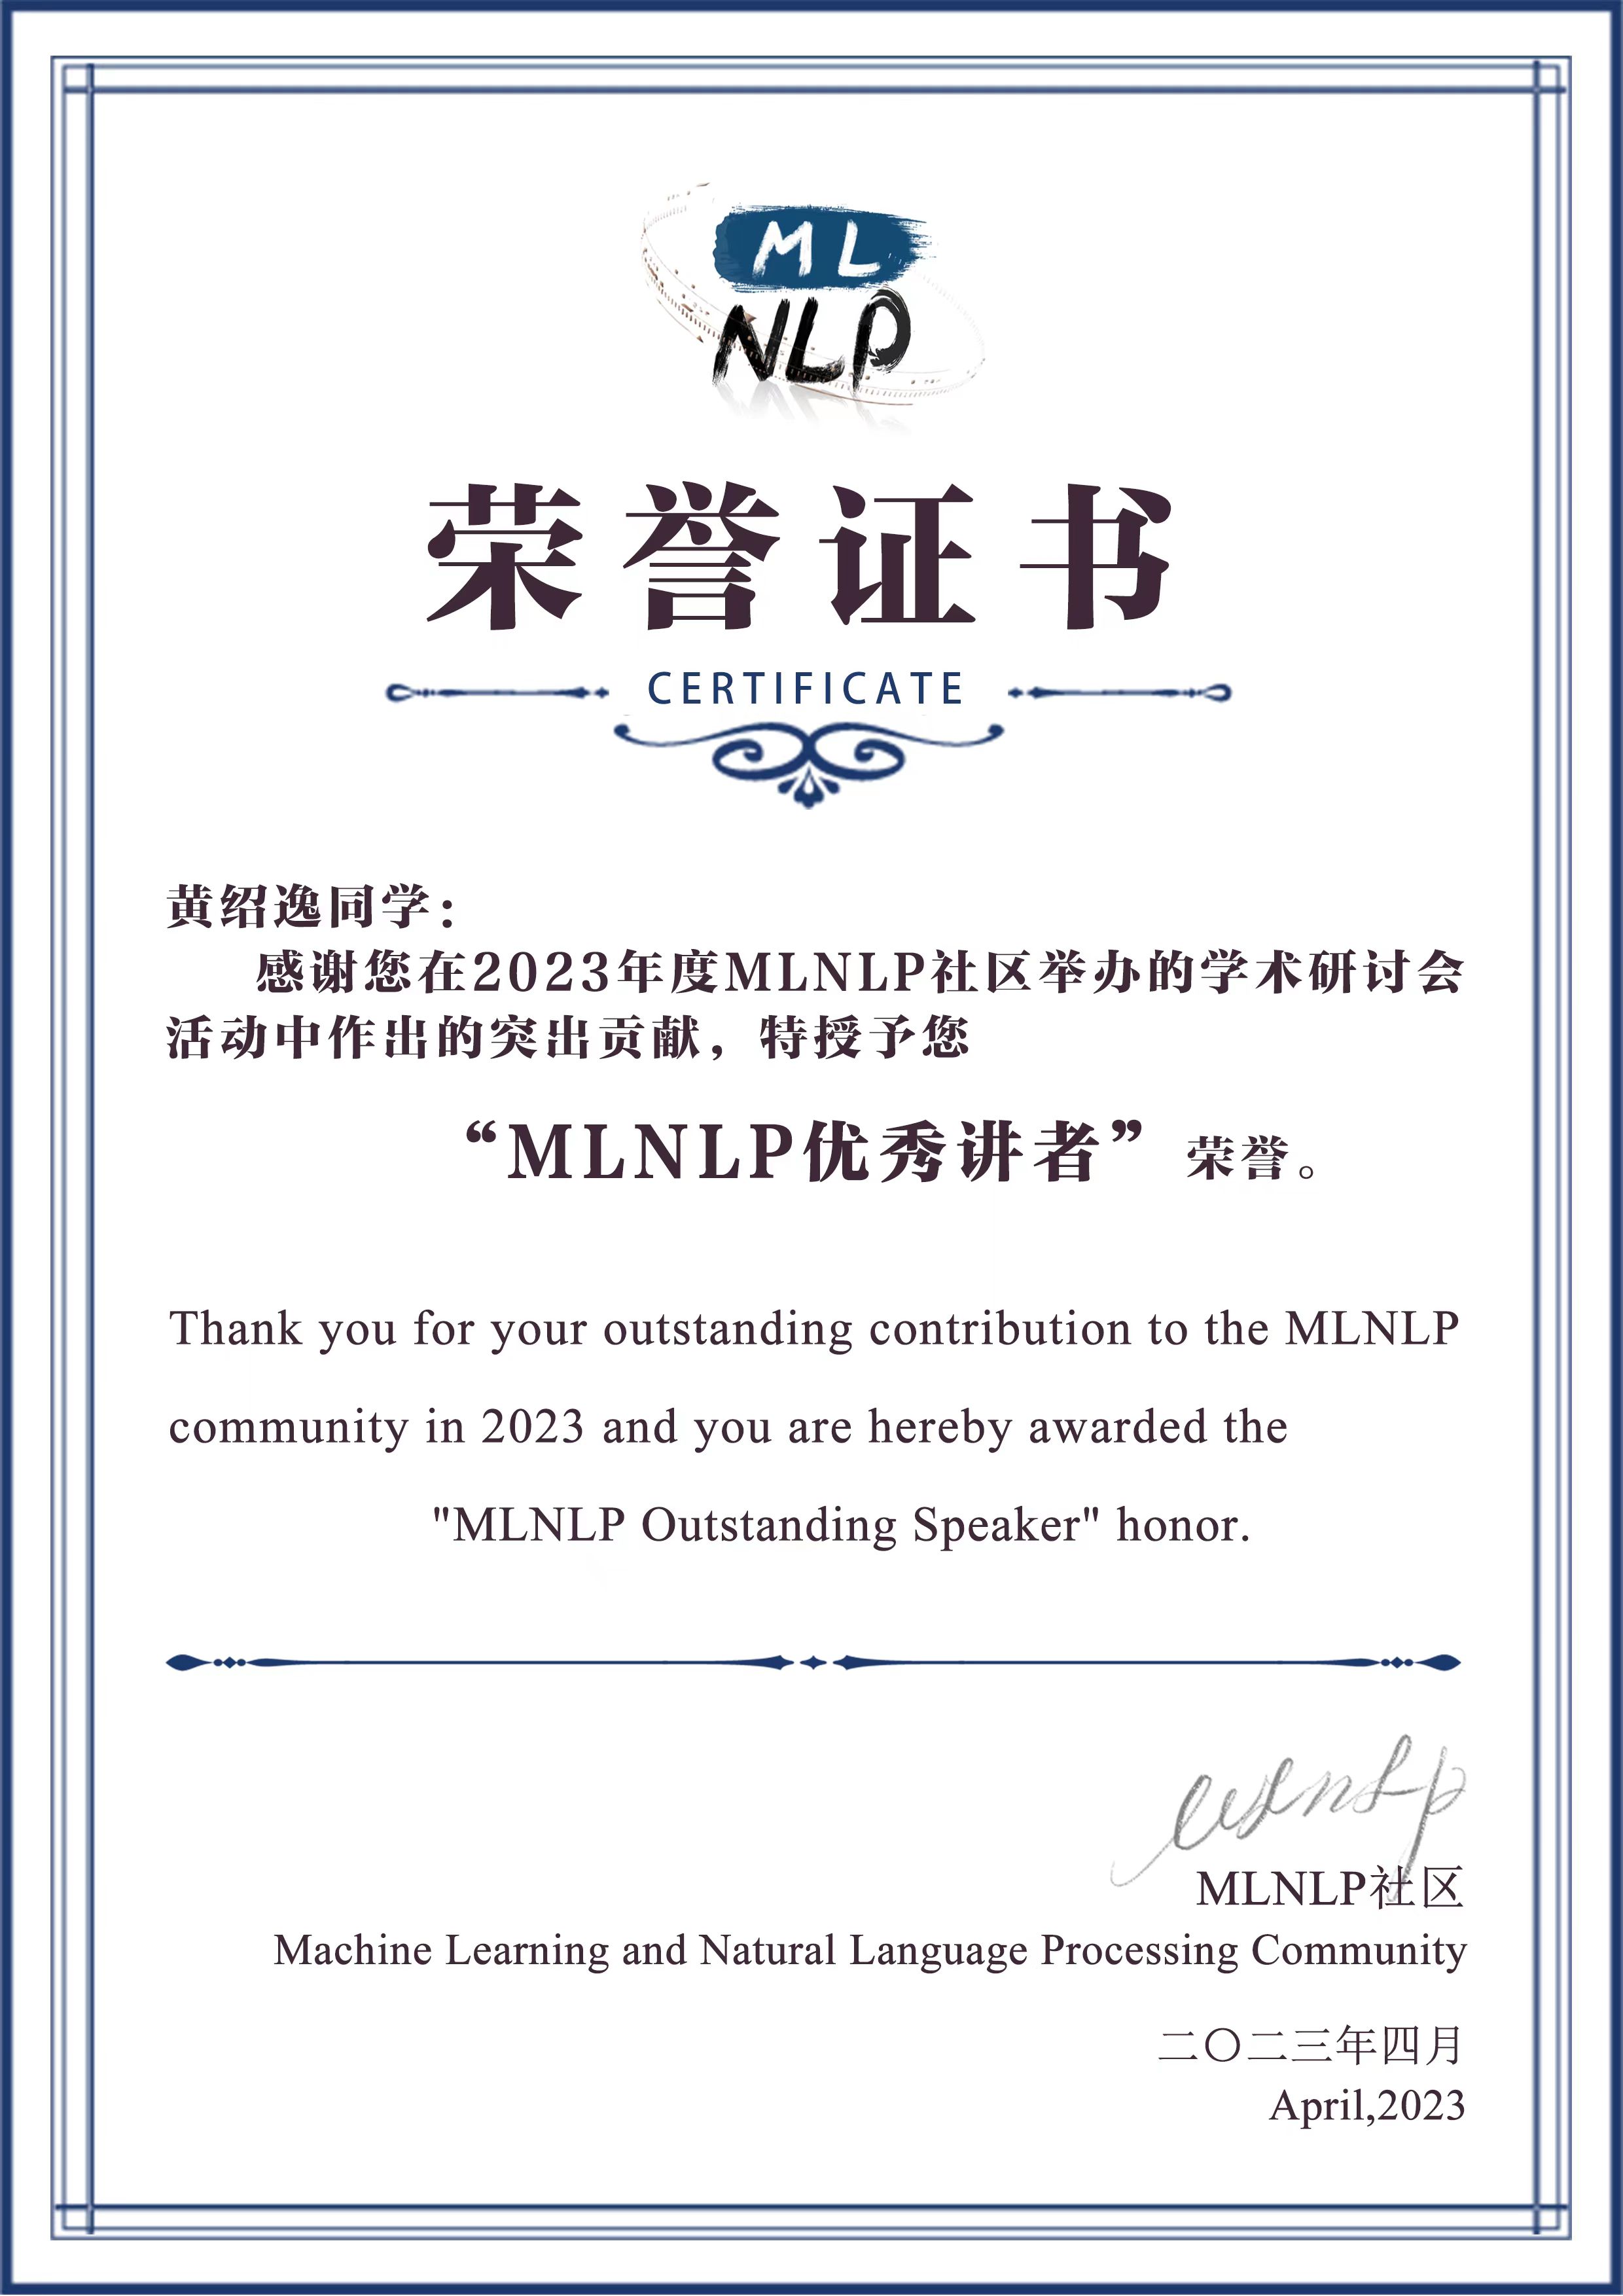 ML
NLP
荣誉证书
CERTIFICATE
黄绍逸同学：
感谢您在2023年度MLNLP社区举办的学术研讨会
活动中作出的突出贡献，特授予您
“MLNLP优秀讲者”荣誉。
Thank you for your outstanding contribution to the MLNLP
community in 2023 and you are hereby awarded the
"MLNLP Outstanding Speaker" honor.
mlnlp
MLNLP社区
Machine Learning and Natural Language Processing Community
二〇二三年四月
April,2023